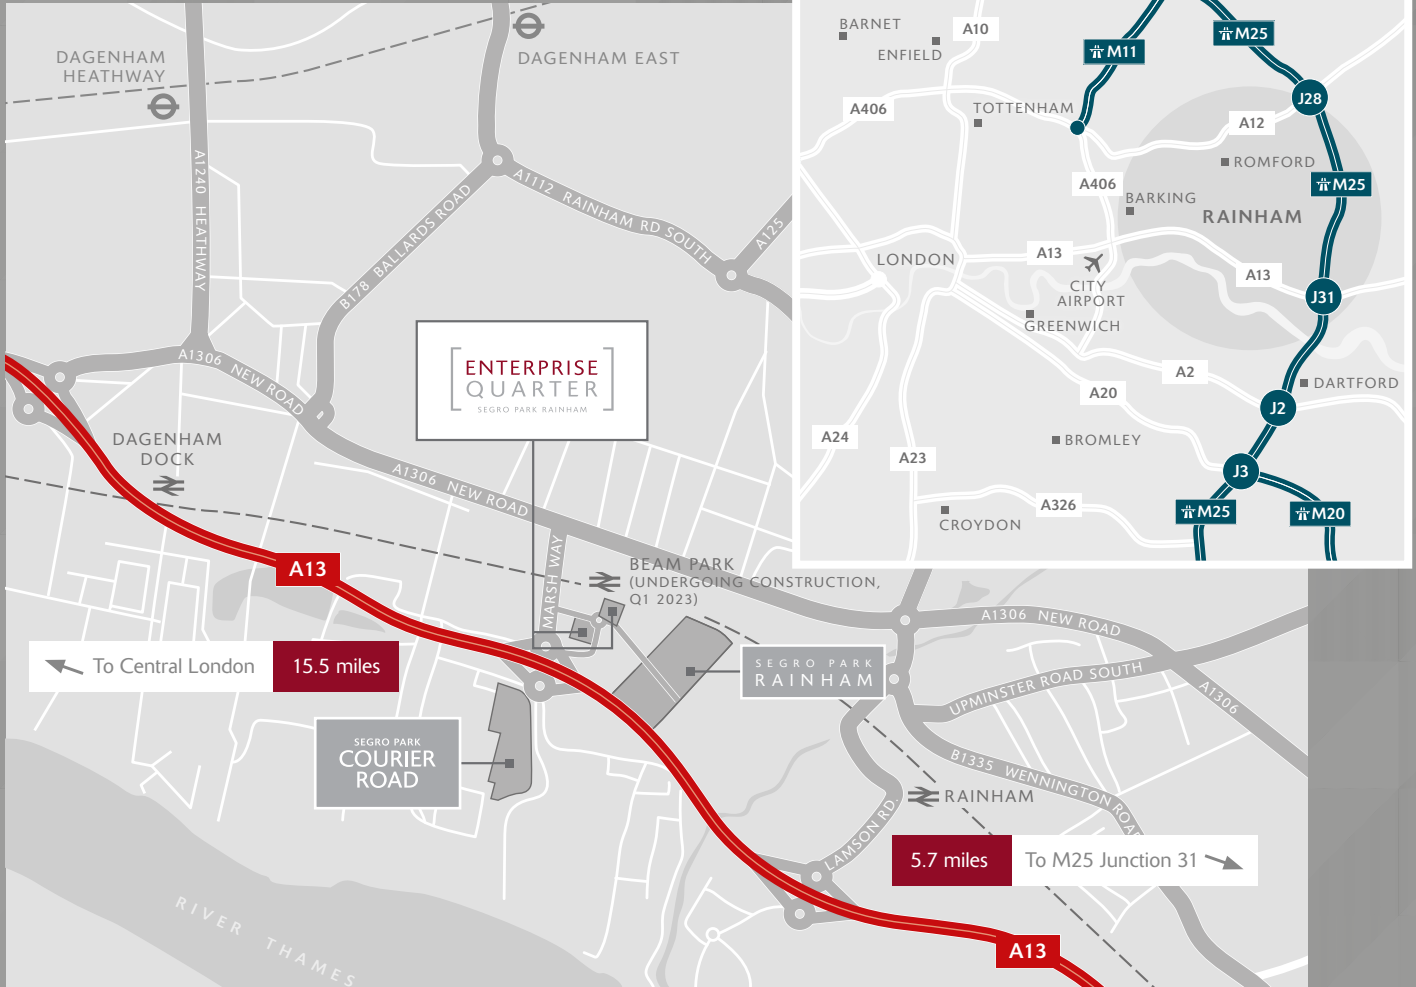 DAGENHAM
HEATHWAY
DAGENHAM EAST
A1240 HEATHWAY
A1112 RAINHAM RD SOUTH
A125
B178 BALLARDS ROAD
A1306 NEW ROAD
ENTERPRISE
QUARTER
SEGRO PARK RAINHAM
DAGENHAM
DOCK
A1306 NEW ROAD
A13
MARSH WAY
BEAM PARK
(UNDERGOING CONSTRUCTION,
Q1 2023)
A1306 NEW ROAD
To Central London
15.5 miles
SEGRO PARK
RAINHAM
UPMINSTER ROAD SOUTH
A1306
SEGRO PARK
COURIER
ROAD
B1335 WENNINGTON ROAD
RAINHAM
LAMSON RD.
5.7 miles
To M25 Junction 31
RIVER THAMES
A13
BARNET
A10
ENFIELD
M11
M25
J28
A406
TOTTENHAM
A12
ROMFORD
A406
M25
BARKING
RAINHAM
LONDON
A13
CITY
AIRPORT
A13
J31
GREENWICH
A2
A20
DARTFORD
J2
A24
BROMLEY
A23
J3
A326
CROYDON
M25
M20